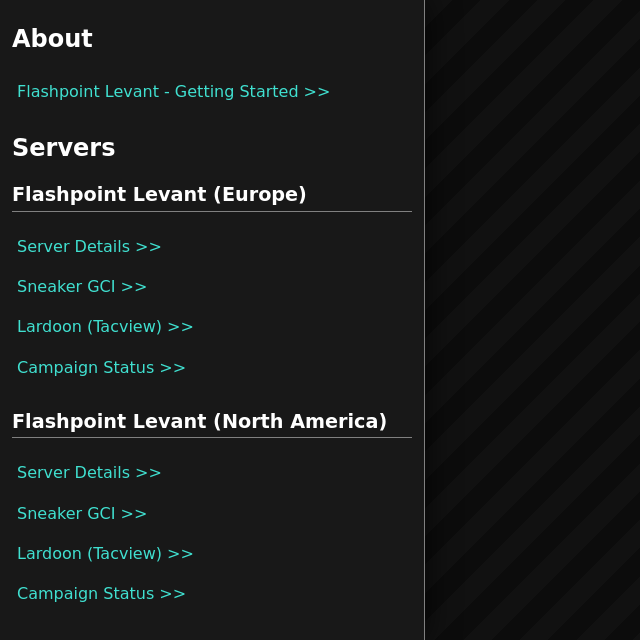 About
Flashpoint Levant - Getting Started >>
Servers
Flashpoint Levant (Europe)
Server Details >>
Sneaker GCI >>
Lardoon (Tacview) >>
Campaign Status >>
Flashpoint Levant (North America)
Server Details >>
Sneaker GCI >>
Lardoon (Tacview) >>
Campaign Status >>